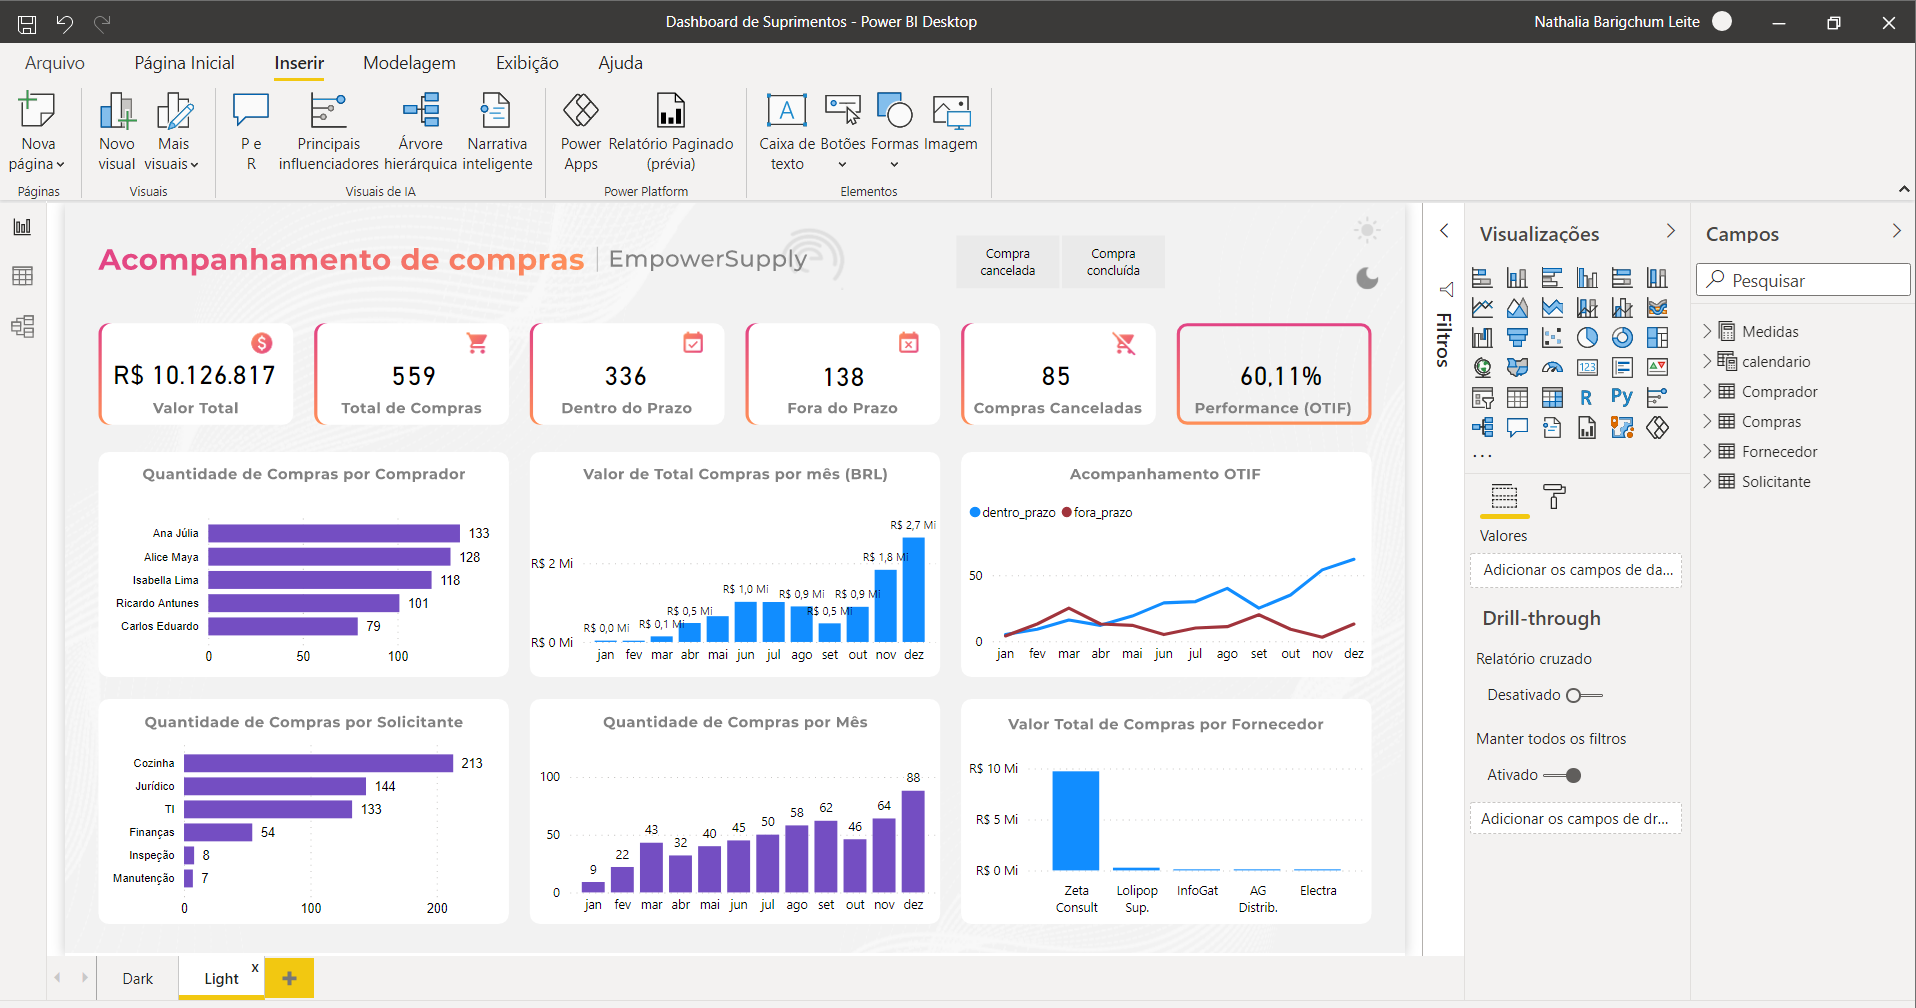 Dashboard de Suprimentos - Power BI Desktop
Nathalia Barigchum Leite
Arquivo
Página Inicial
Inserir
Modelagem
Exibição
Ajuda
Nova
página
Novo
visual
Mais
visuais
P e
R
Principais
influenciadores
Árvore
hierárquica
Narrativa
inteligente
Power
Apps
Relatório Paginado
(prévia)
Caixa de
texto
Botões
Formas
Imagem
Páginas
Visuais
Visuais de IA
Power Platform
Elementos
Acompanhamento de compras
EmpowerSupply
Compra
cancelada
Compra
concluída
R$ 10.126.817
Valor Total
559
Total de Compras
336
Dentro do Prazo
138
Fora do Prazo
85
Compras Canceladas
60,11%
Performance (OTIF)
Quantidade de Compras por Comprador
Ana Júlia 133
Alice Maya 128
Isabella Lima 118
Ricardo Antunes 101
Carlos Eduardo 79
0 50 100
Valor de Total Compras por mês (BRL)
R$ 2 Mi
R$ 0 Mi
R$ 0,0 Mi
R$ 0,1 Mi
R$ 0,5 Mi
R$ 1,0 Mi
R$ 0,9 Mi
R$ 0,5 Mi
R$ 0,9 Mi
R$ 1,8 Mi
R$ 2,7 Mi
jan fev mar abr mai jun jul ago set out nov dez
Acompanhamento OTIF
dentro_prazo fora_prazo
50
0
jan fev mar abr mai jun jul ago set out nov dez
Quantidade de Compras por Solicitante
Cozinha 213
Jurídico 144
TI 133
Finanças 54
Inspeção 8
Manutenção 7
0 100 200
Quantidade de Compras por Mês
100
50
0
9 22 43 32 40 45 50 58 62 46 64 88
jan fev mar abr mai jun jul ago set out nov dez
Valor Total de Compras por Fornecedor
R$ 10 Mi
R$ 5 Mi
R$ 0 Mi
Zeta
Consult
Lolipop
Sup.
InfoGat
AG
Distrib.
Electra
Filtros
Visualizações
123
R
Py
...
Valores
Adicionar os campos de da...
Drill-through
Relatório cruzado
Desativado
Manter todos os filtros
Ativado
Adicionar os campos de dr...
Campos
Pesquisar
Medidas
calendario
Comprador
Compras
Fornecedor
Solicitante
Dark
Light
x
+